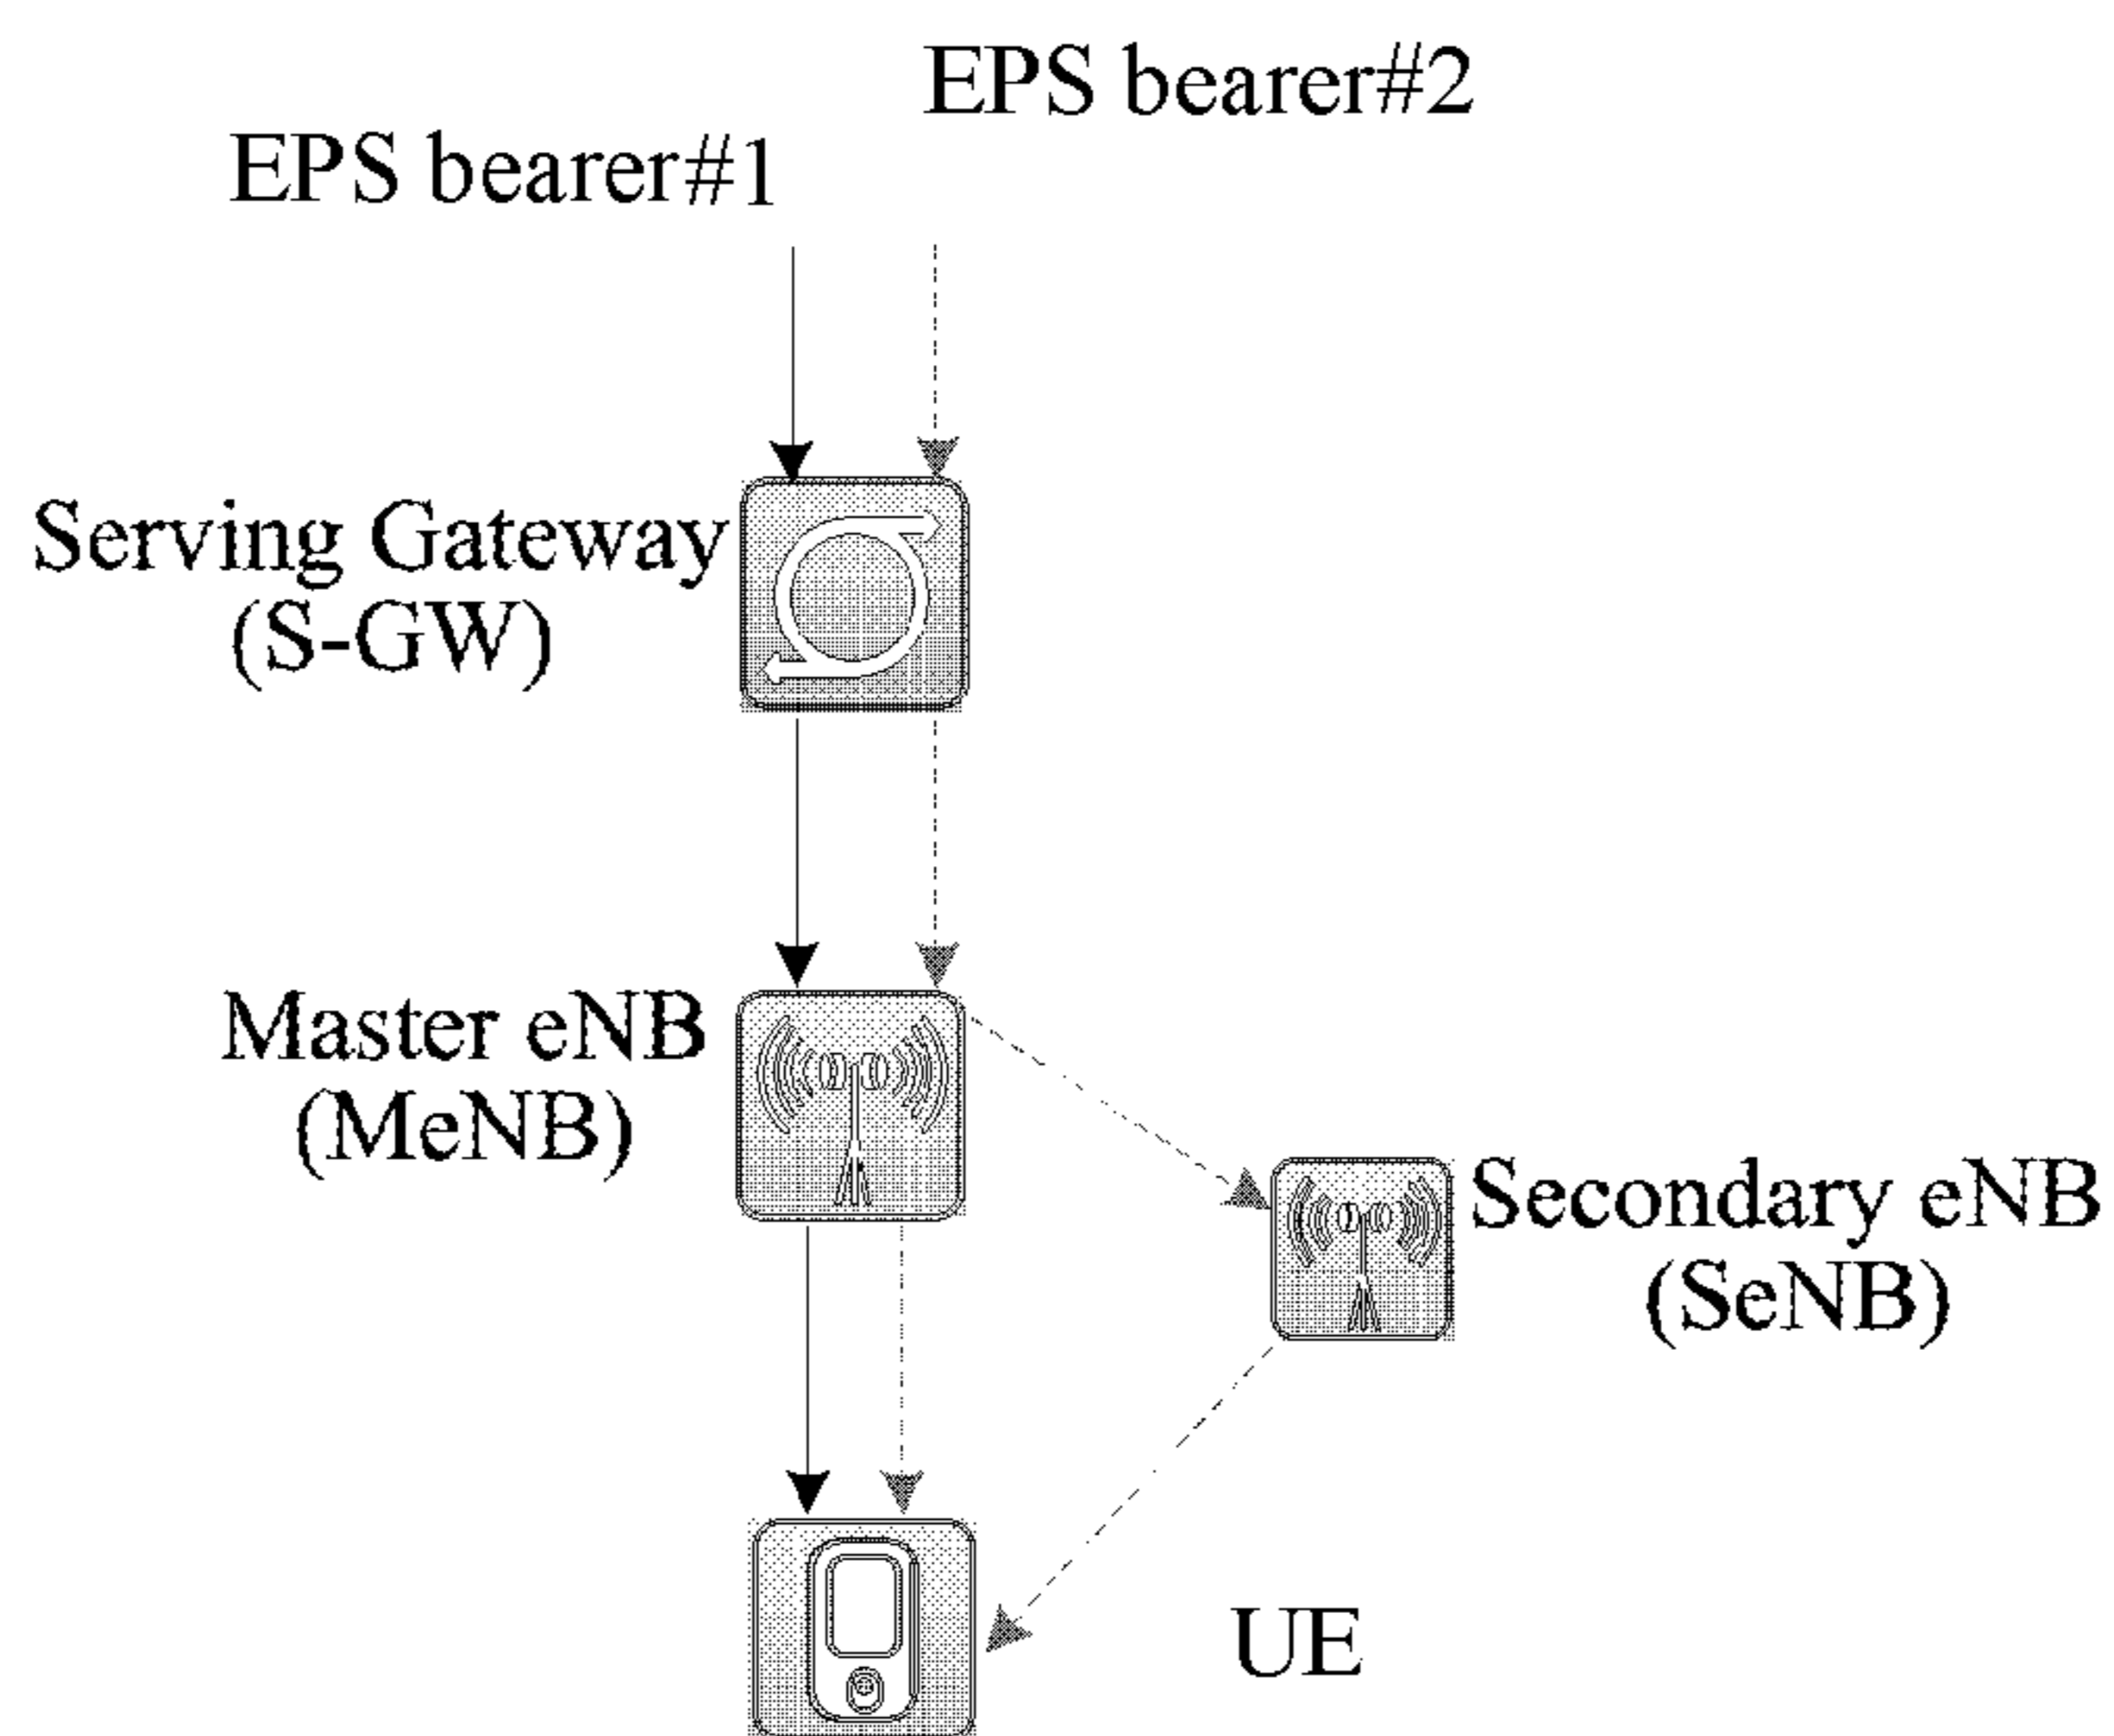 EPS bearer#2
EPS bearer#1
Serving Gateway
(S-GW)
Master eNB
(MeNB)
Secondary eNB
(SeNB)
UE